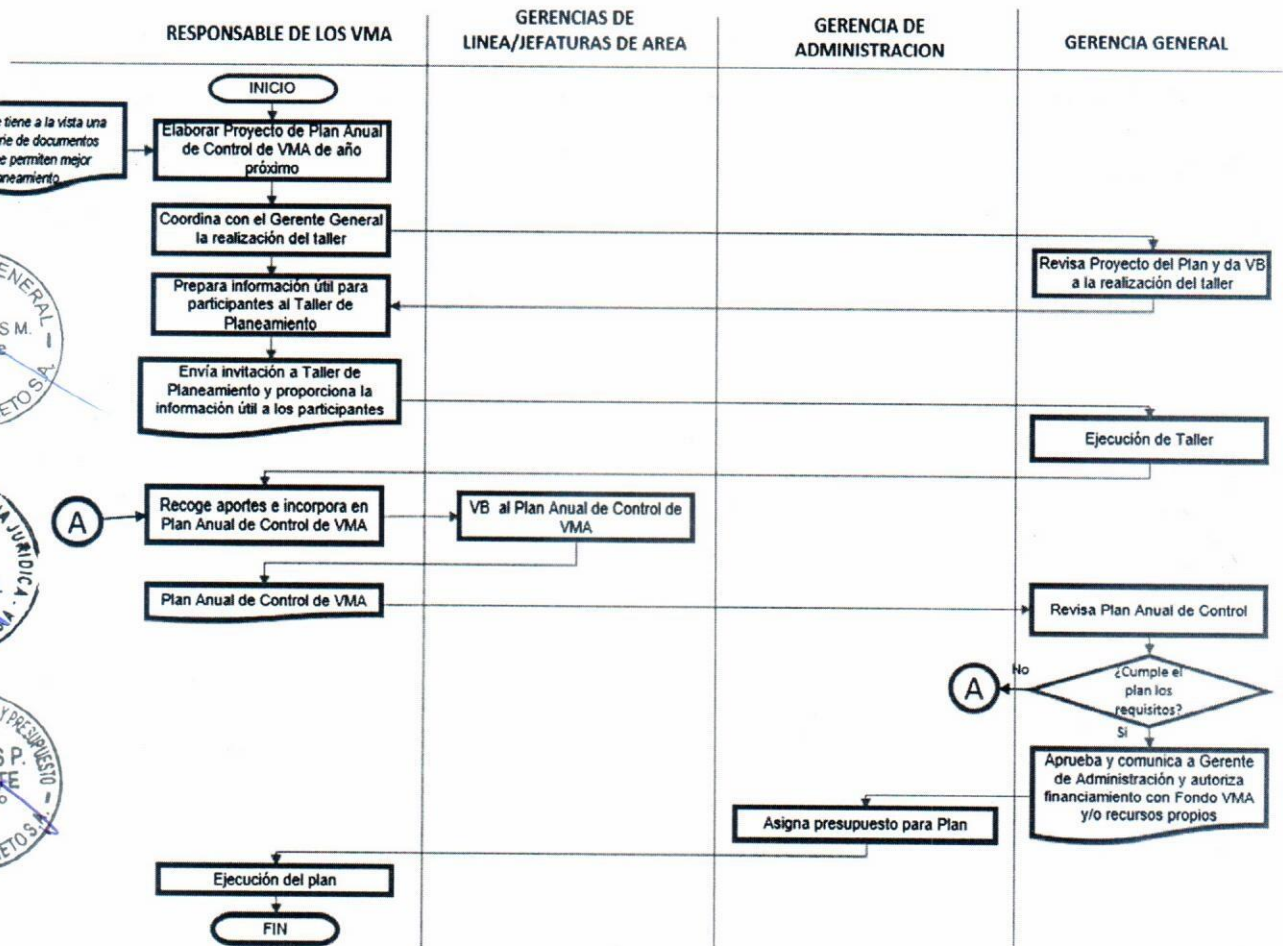 RESPONSABLE DE LOS VMA
GERENCIAS DE
LINEA/JEFATURAS DE AREA
GERENCIA DE
ADMINISTRACION
GERENCIA GENERAL
INICIO
tiene a la vista una
de documentos
permiten mejor
Elaborar Proyecto de Plan Anual
de Control de VMA de año
próximo
Coordina con el Gerente General
la realización del taller
Revisa Proyecto del Plan y da VB
a la realización del taller
Prepara información útil para
participantes al Taller de
Planeamiento
Envía invitación a Taller de
Planeamiento y proporciona la
información útil a los participantes
Ejecución de Taller
A
Recoge aportes e incorpora en
Plan Anual de Control de VMA
VB al Plan Anual de Control de
VMA
Plan Anual de Control de VMA
Revisa Plan Anual de Control
¿Cumple el
plan los
requisitos?
No
A
Si
Aprueba y comunica a Gerente
de Administración y autoriza
financiamiento con Fondo VMA
y/o recursos propios
Asigna presupuesto para Plan
Ejecución del plan
FIN
JURIDICA
Y PRESUPUESTO
S.A.